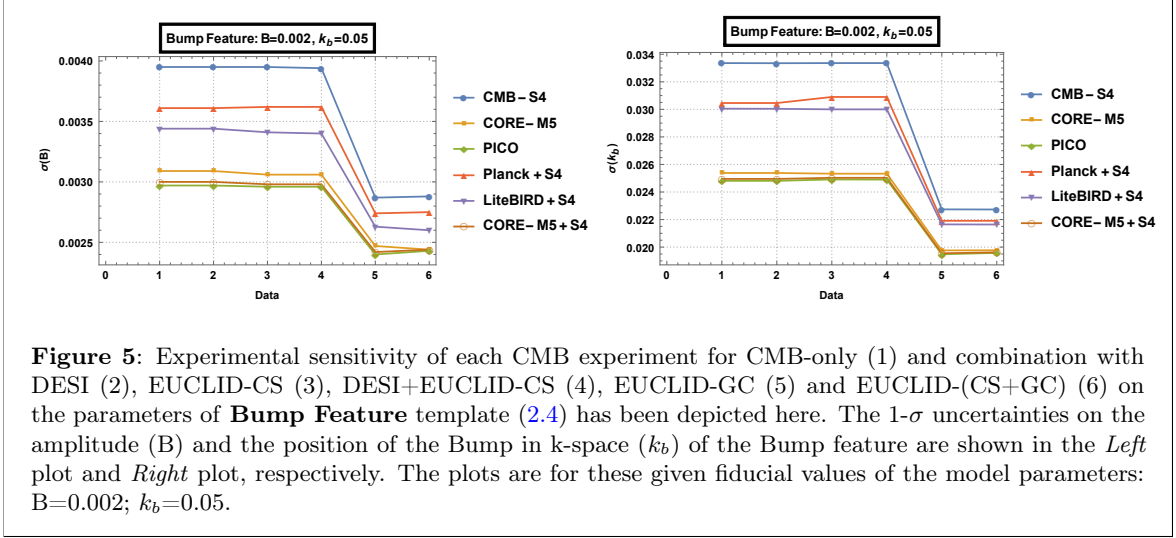 Bump Feature: B=0.002, k_b=0.05
0.0040
0.0035
0.0030
0.0025
σ(B)
0 1 2 3 4 5 6
Data
CMB-S4
CORE-M5
PICO
Planck+S4
LiteBIRD+S4
CORE-M5+S4
Bump Feature: B=0.002, k_b=0.05
0.034
0.032
0.030
0.028
0.026
0.024
0.022
0.020
σ(k_b)
0 1 2 3 4 5 6
Data
CMB-S4
CORE-M5
PICO
Planck+S4
LiteBIRD+S4
CORE-M5+S4
Figure 5: Experimental sensitivity of each CMB experiment for CMB-only (1) and combination with
DESI (2), EUCLID-CS (3), DESI+EUCLID-CS (4), EUCLID-GC (5) and EUCLID-(CS+GC) (6) on
the parameters of Bump Feature template (2.4) has been depicted here. The 1-σ uncertainties on the
amplitude (B) and the position of the Bump in k-space (k_b) of the Bump feature are shown in the Left
plot and Right plot, respectively. The plots are for these given fiducial values of the model parameters:
B=0.002; k_b=0.05.